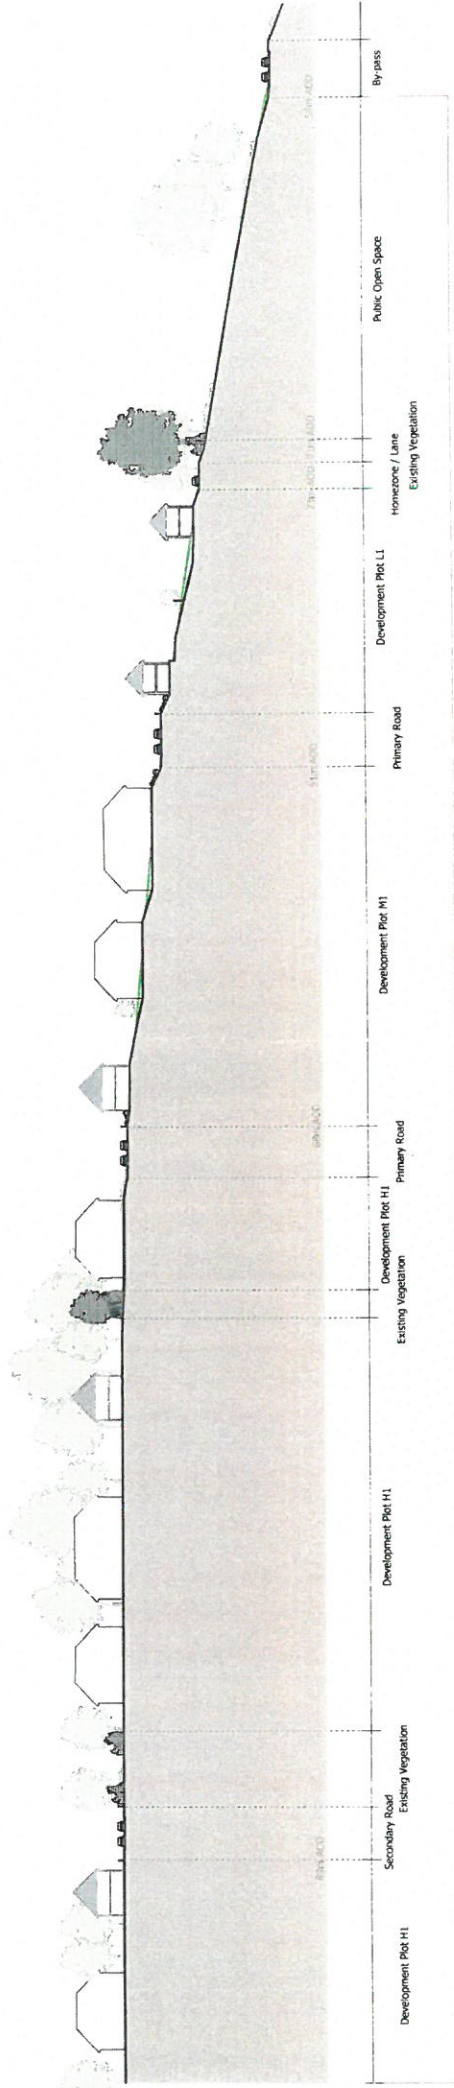 Development Plot H1
Secondary Road
Existing Vegetation
Development Plot H1
Existing Vegetation
Development Plot H1
Primary Road
Development Plot M1
Primary Road
Development Plot L1
Homezone / Lane
Existing Vegetation
Public Open Space
By-pass